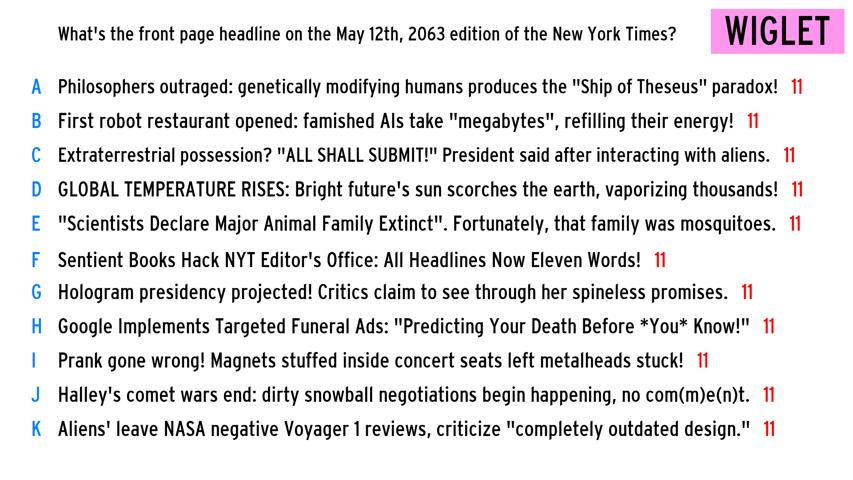 What's the front page headline on the May 12th, 2063 edition of the New York Times?
WIGLET
A Philosophers outraged: genetically modifying humans produces the "Ship of Theseus" paradox! 11
B First robot restaurant opened: famished AIs take "megabytes", refilling their energy! 11
C Extraterrestrial possession? "ALL SHALL SUBMIT!" President said after interacting with aliens. 11
D GLOBAL TEMPERATURE RISES: Bright future's sun scorches the earth, vaporizing thousands! 11
E "Scientists Declare Major Animal Family Extinct". Fortunately, that family was mosquitoes. 11
F Sentient Books Hack NYT Editor's Office: All Headlines Now Eleven Words! 11
G Hologram presidency projected! Critics claim to see through her spineless promises. 11
H Google Implements Targeted Funeral Ads: "Predicting Your Death Before *You* Know!" 11
I Prank gone wrong! Magnets stuffed inside concert seats left metalheads stuck! 11
J Halley's comet wars end: dirty snowball negotiations begin happening, no com(m)e(n)t. 11
K Aliens' leave NASA negative Voyager 1 reviews, criticize "completely outdated design." 11